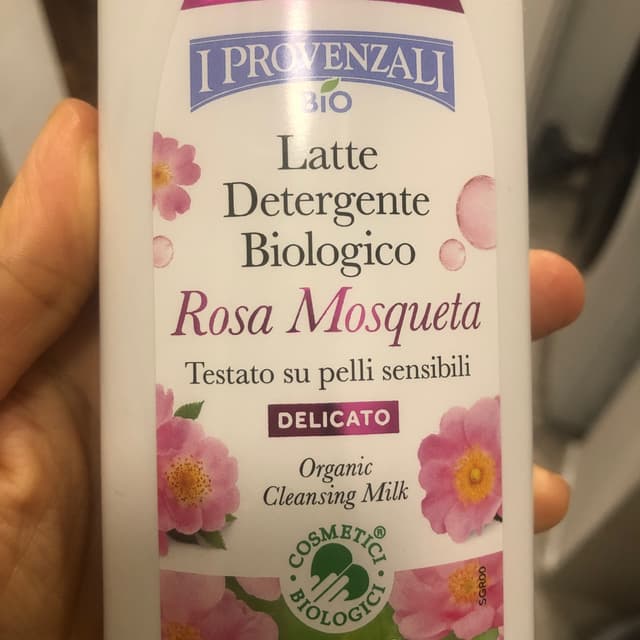 I PROVENZALI
BIO
Latte
Detergente
Biologico
Rosa Mosqueta
Testato su pelli sensibili
DELICATO
Organic
Cleansing Milk
COSMETICI®
BIOLOGICI
SGR00